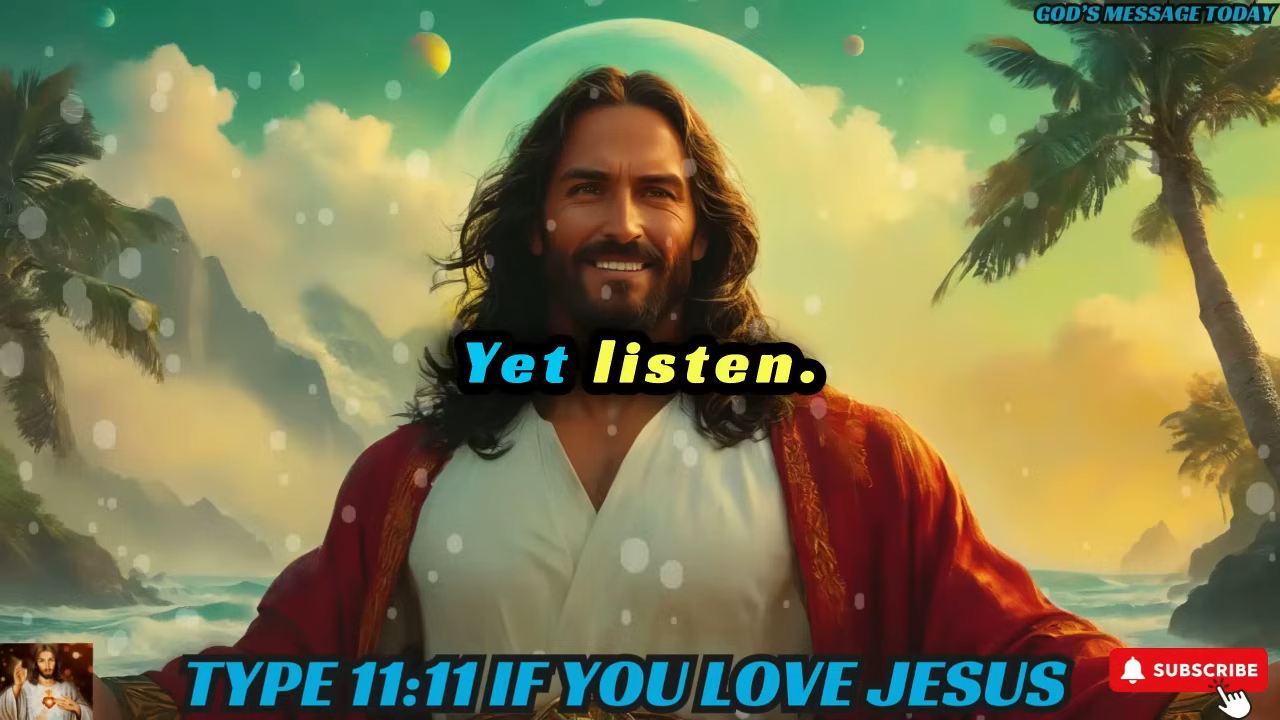 GOD'S MESSAGE TODAY
Yet listen.
TYPE 11:11 IF YOU LOVE JESUS
SUBSCRIBE